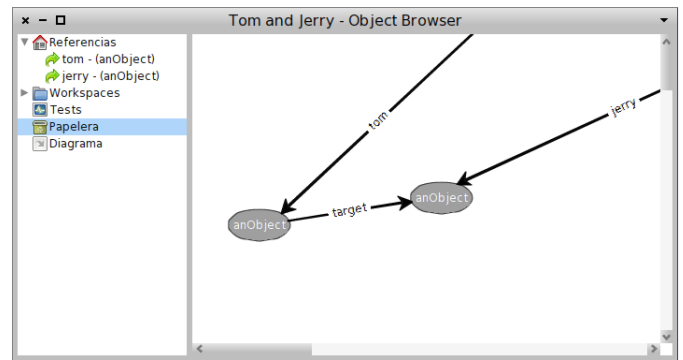 Tom and Jerry - Object Browser
Referencias
tom - (anObject)
jerry - (anObject)
Workspaces
Tests
Papelera
Diagrama
tom
jerry
anObject
target
anObject